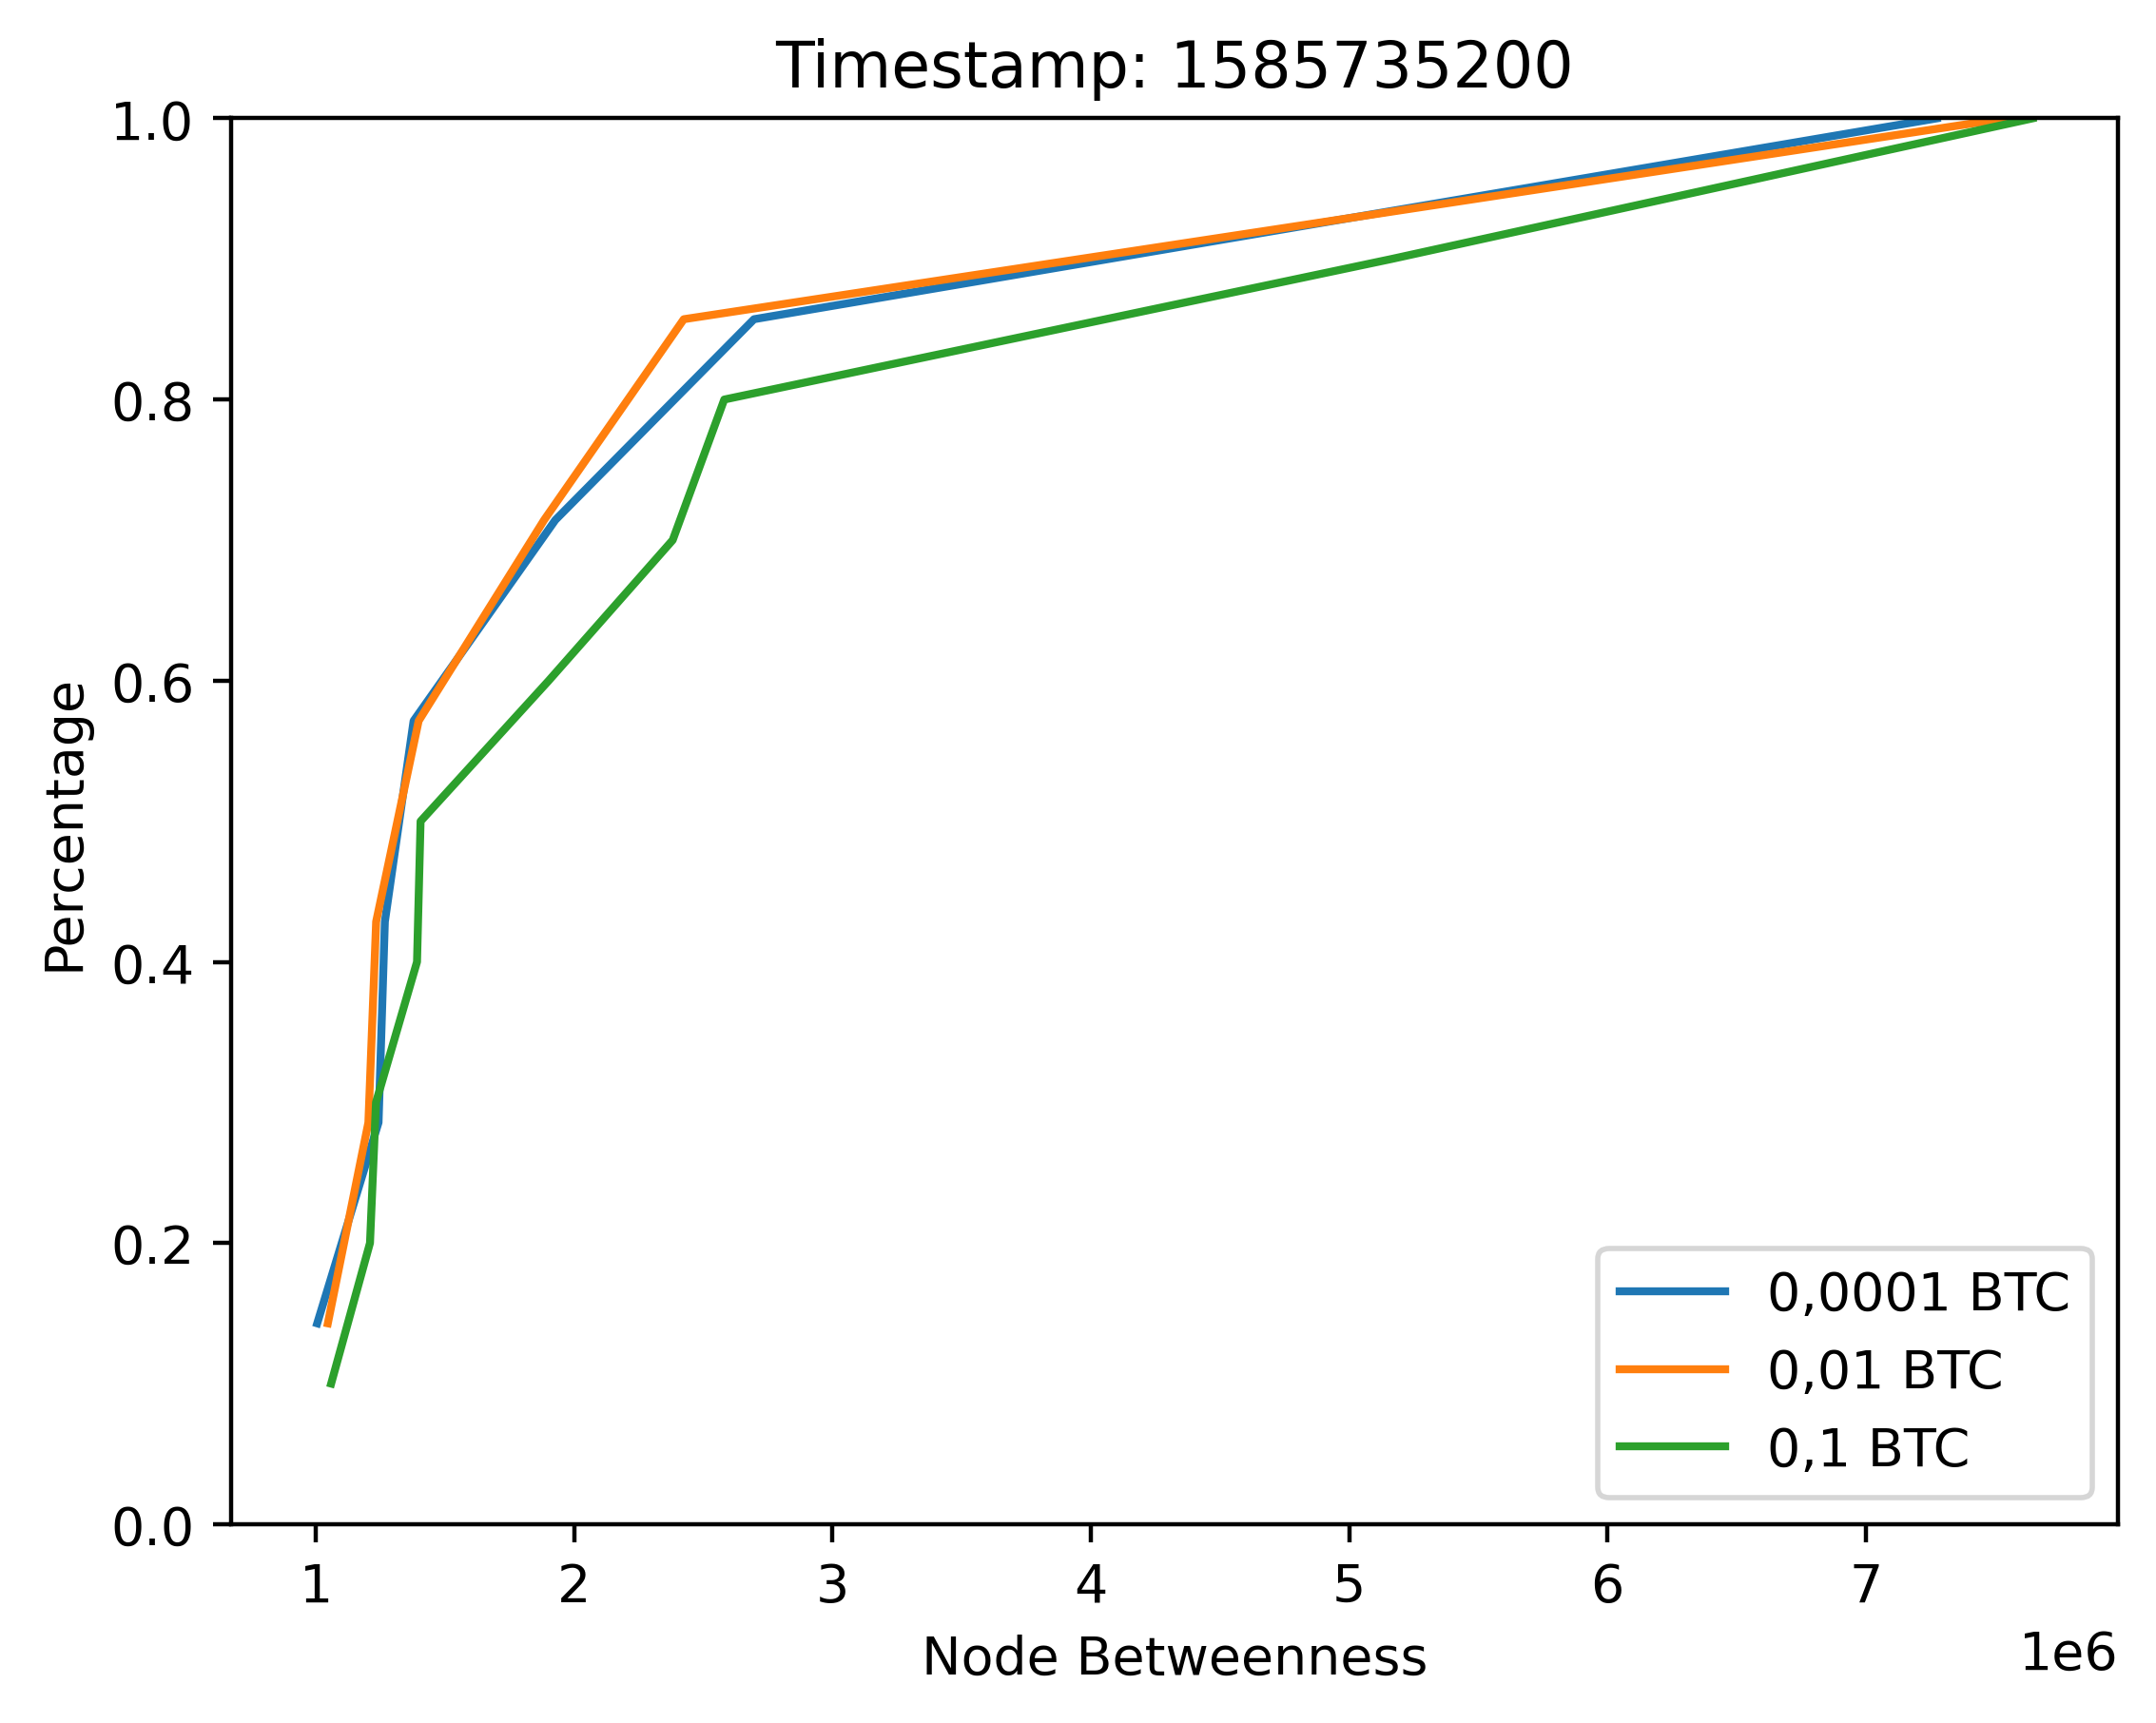 Timestamp: 1585735200
1.0
0.8
0.6
0.4
0.2
0.0
Percentage
0,0001 BTC
0,01 BTC
0,1 BTC
1 2 3 4 5 6 7
Node Betweenness
1e6